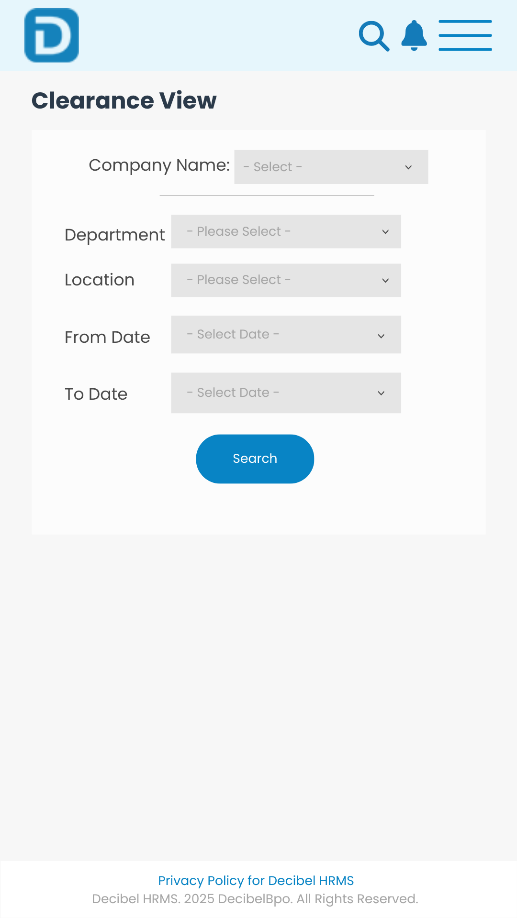 D
Clearance View
Company Name: - Select -
Department - Please Select -
Location - Please Select -
From Date - Select Date -
To Date - Select Date -
Search
Privacy Policy for Decibel HRMS
Decibel HRMS. 2025 DecibelBpo. All Rights Reserved.